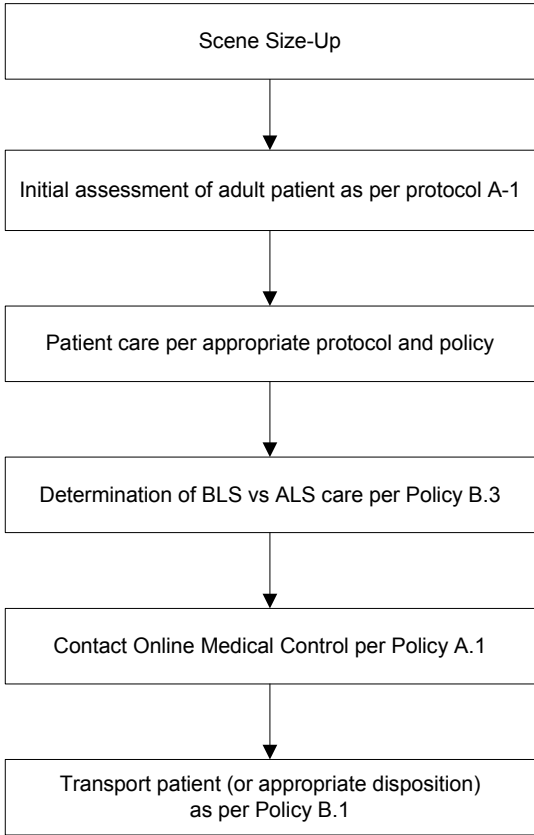 Scene Size-Up
Initial assessment of adult patient as per protocol A-1
Patient care per appropriate protocol and policy
Determination of BLS vs ALS care per Policy B.3
Contact Online Medical Control per Policy A.1
Transport patient (or appropriate disposition)
as per Policy B.1